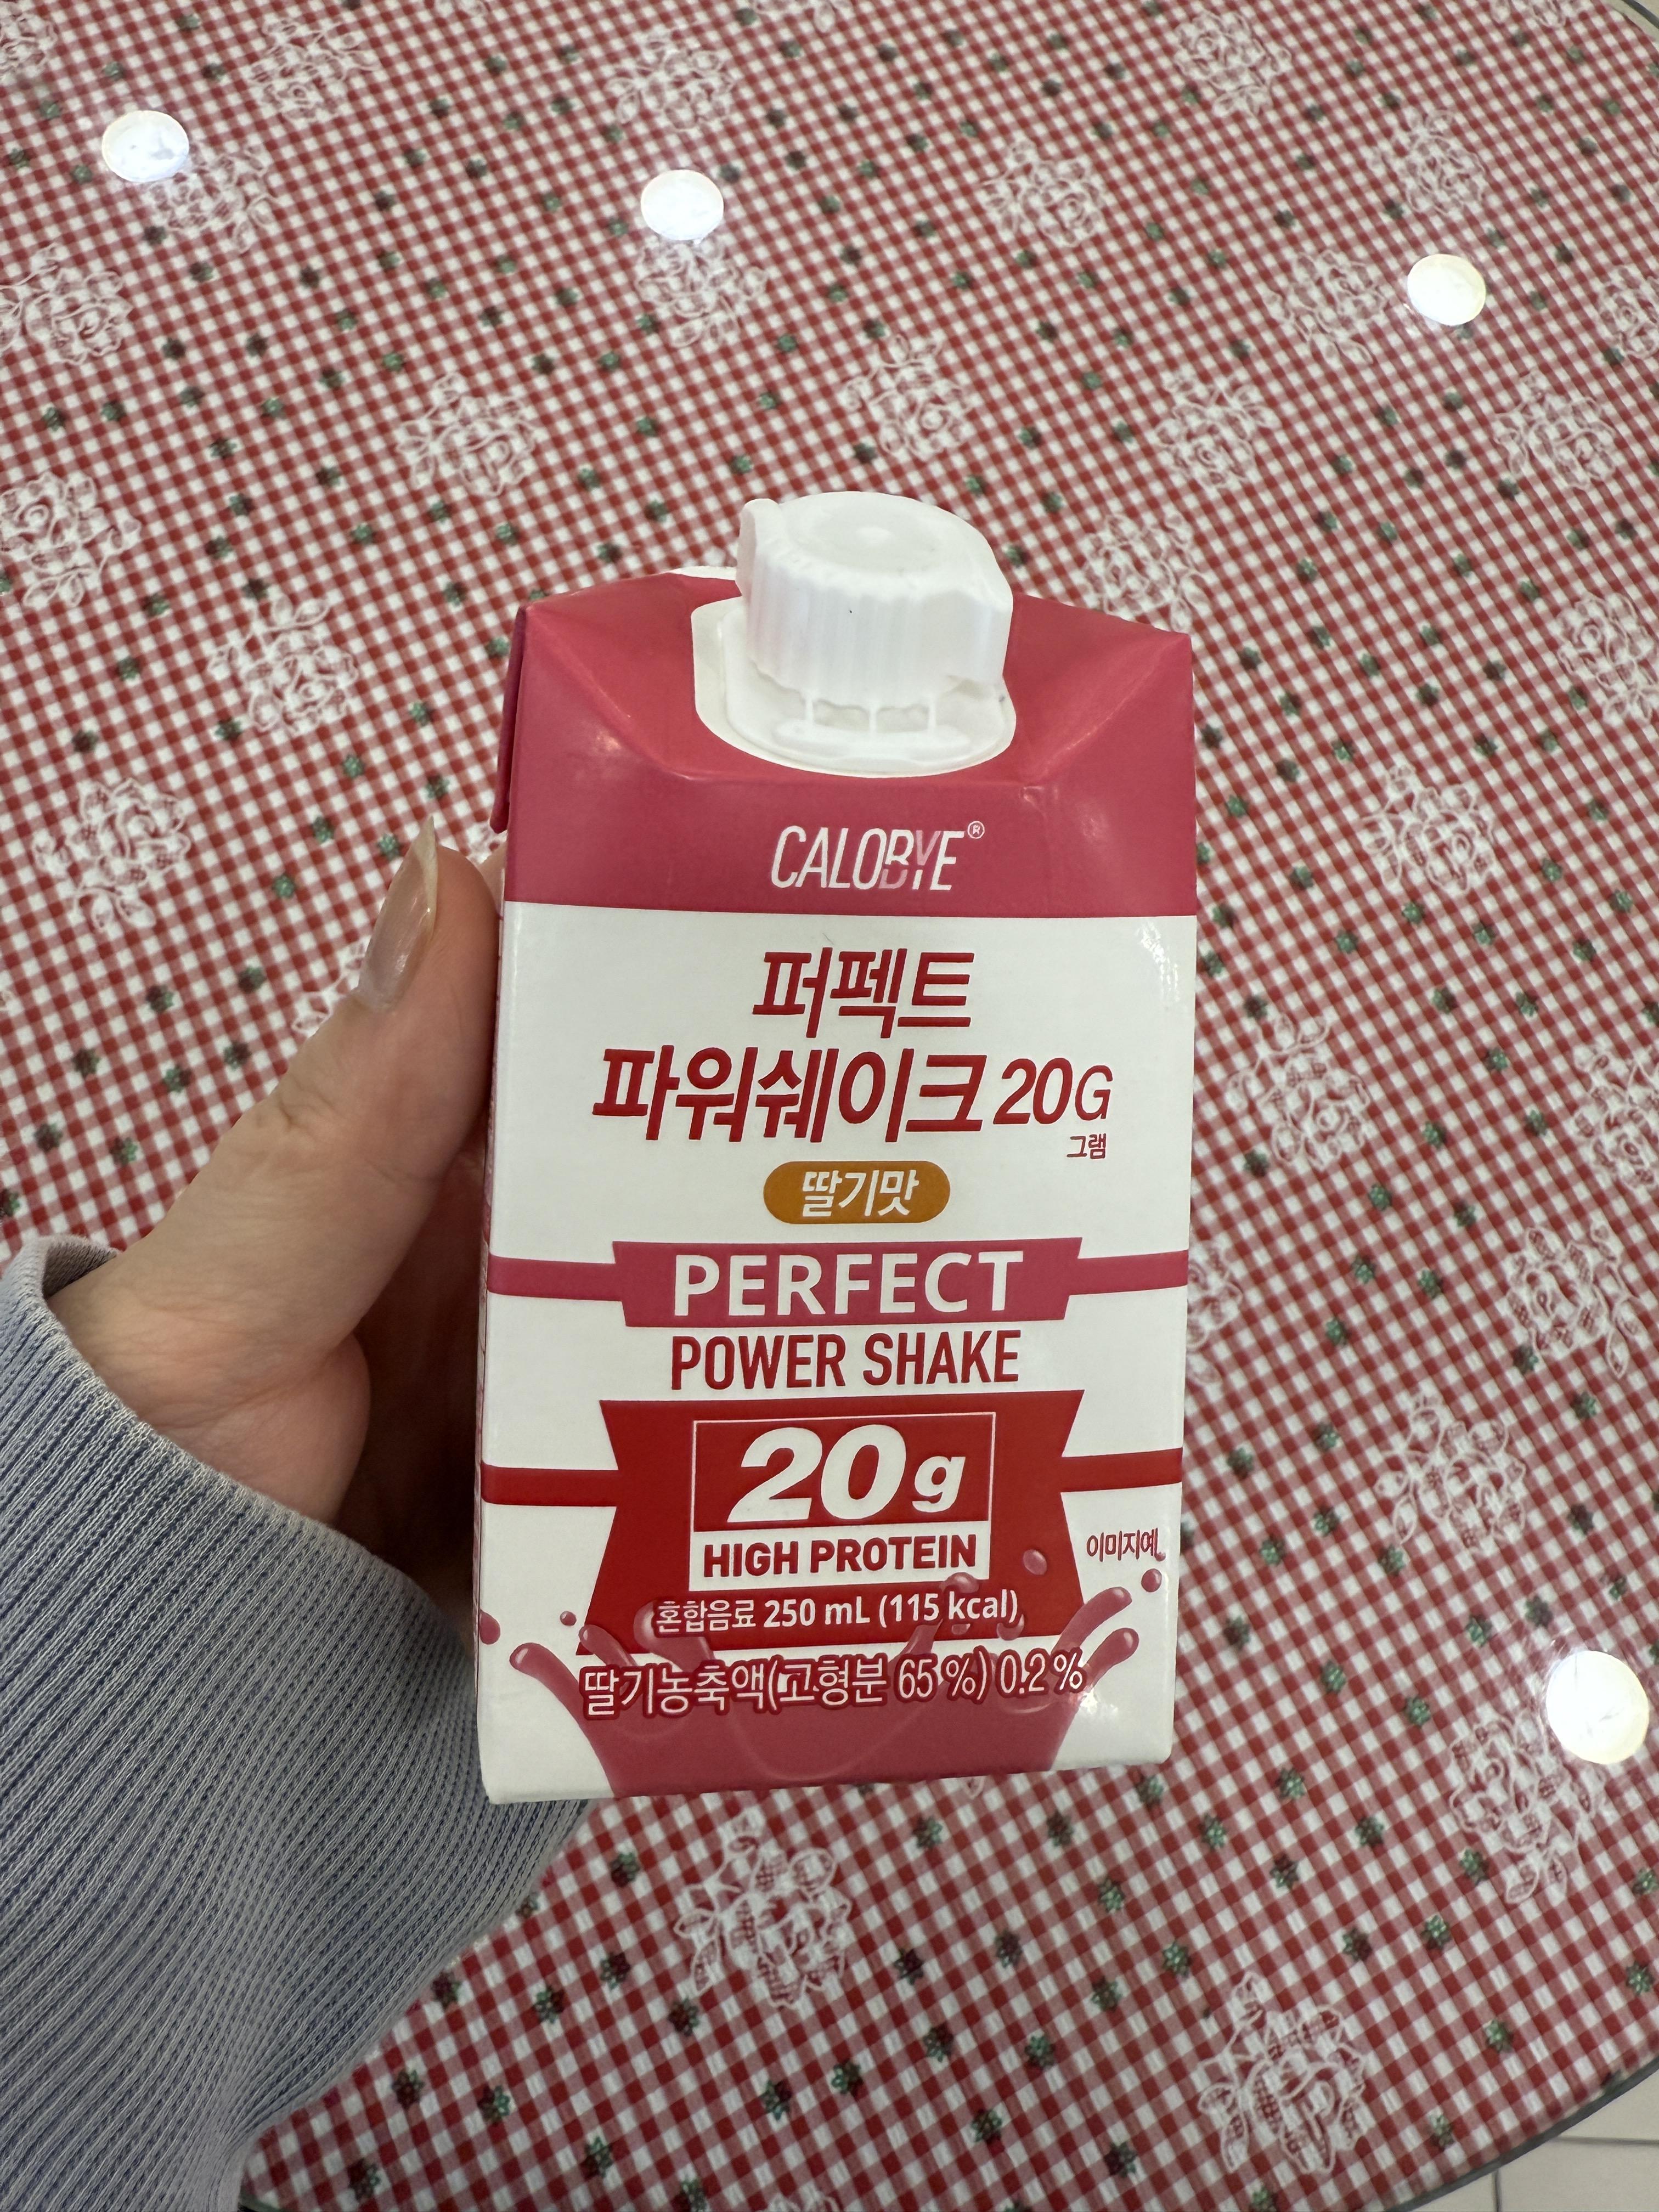 CALOBYE®
퍼펙트
파워쉐이크 20G
그램
딸기맛
PERFECT
POWER SHAKE
20g
HIGH PROTEIN
이미지예
혼합음료 250 mL (115 kcal)
딸기농축액(고형분 65%) 0.2%